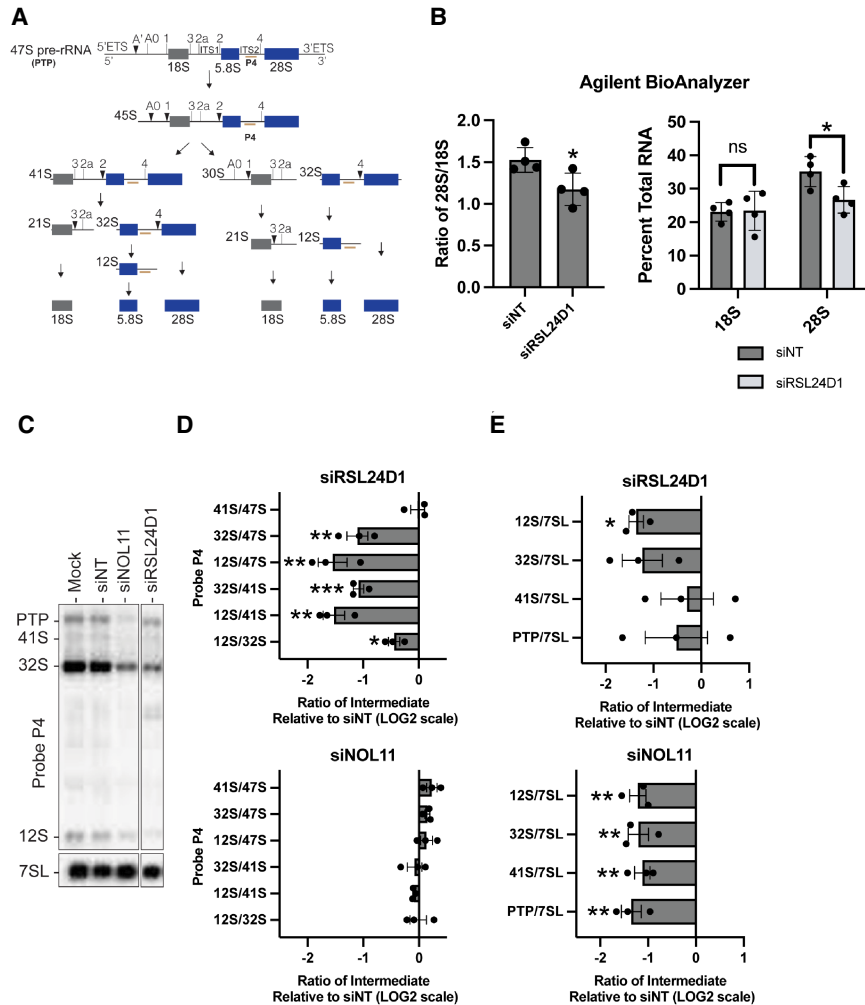 A
47S pre-rRNA
(PTP)
5'ETS A' A0 1 3 2a ITS1 2 ITS2 4 3'ETS
5' 18S 5.8S P4 28S 3'
45S A0 1 3 2a 2 4
P4
41S 3 2a 2 4
30S A0 1 3 2a 32S 4
21S 3 2a 32S 4
21S 3 2a 12S
12S
18S 5.8S 28S 18S 5.8S 28S
B
Agilent BioAnalyzer
Ratio of 28S/18S
2.0
1.5
1.0
0.5
0.0
*
siNT
siRSL24D1
Percent Total RNA
50
40
30
20
10
0
ns
*
18S 28S
siNT
siRSL24D1
C
Mock
siNT
siNOL11
siRSL24D1
Probe P4
PTP
41S
32S
12S
7SL
D
siRSL24D1
Probe P4
41S/47S
32S/47S **
12S/47S **
32S/41S ***
12S/41S **
12S/32S *
-2 -1 0
Ratio of Intermediate
Relative to siNT (LOG2 scale)
siNOL11
Probe P4
41S/47S
32S/47S
12S/47S
32S/41S
12S/41S
12S/32S
-2 -1 0
Ratio of Intermediate
Relative to siNT (LOG2 scale)
E
siRSL24D1
12S/7SL *
32S/7SL
41S/7SL
PTP/7SL
-2 -1 0 1
Ratio of Intermediate
Relative to siNT (LOG2 scale)
siNOL11
12S/7SL **
32S/7SL **
41S/7SL **
PTP/7SL **
-2 -1 0 1
Ratio of Intermediate
Relative to siNT (LOG2 scale)